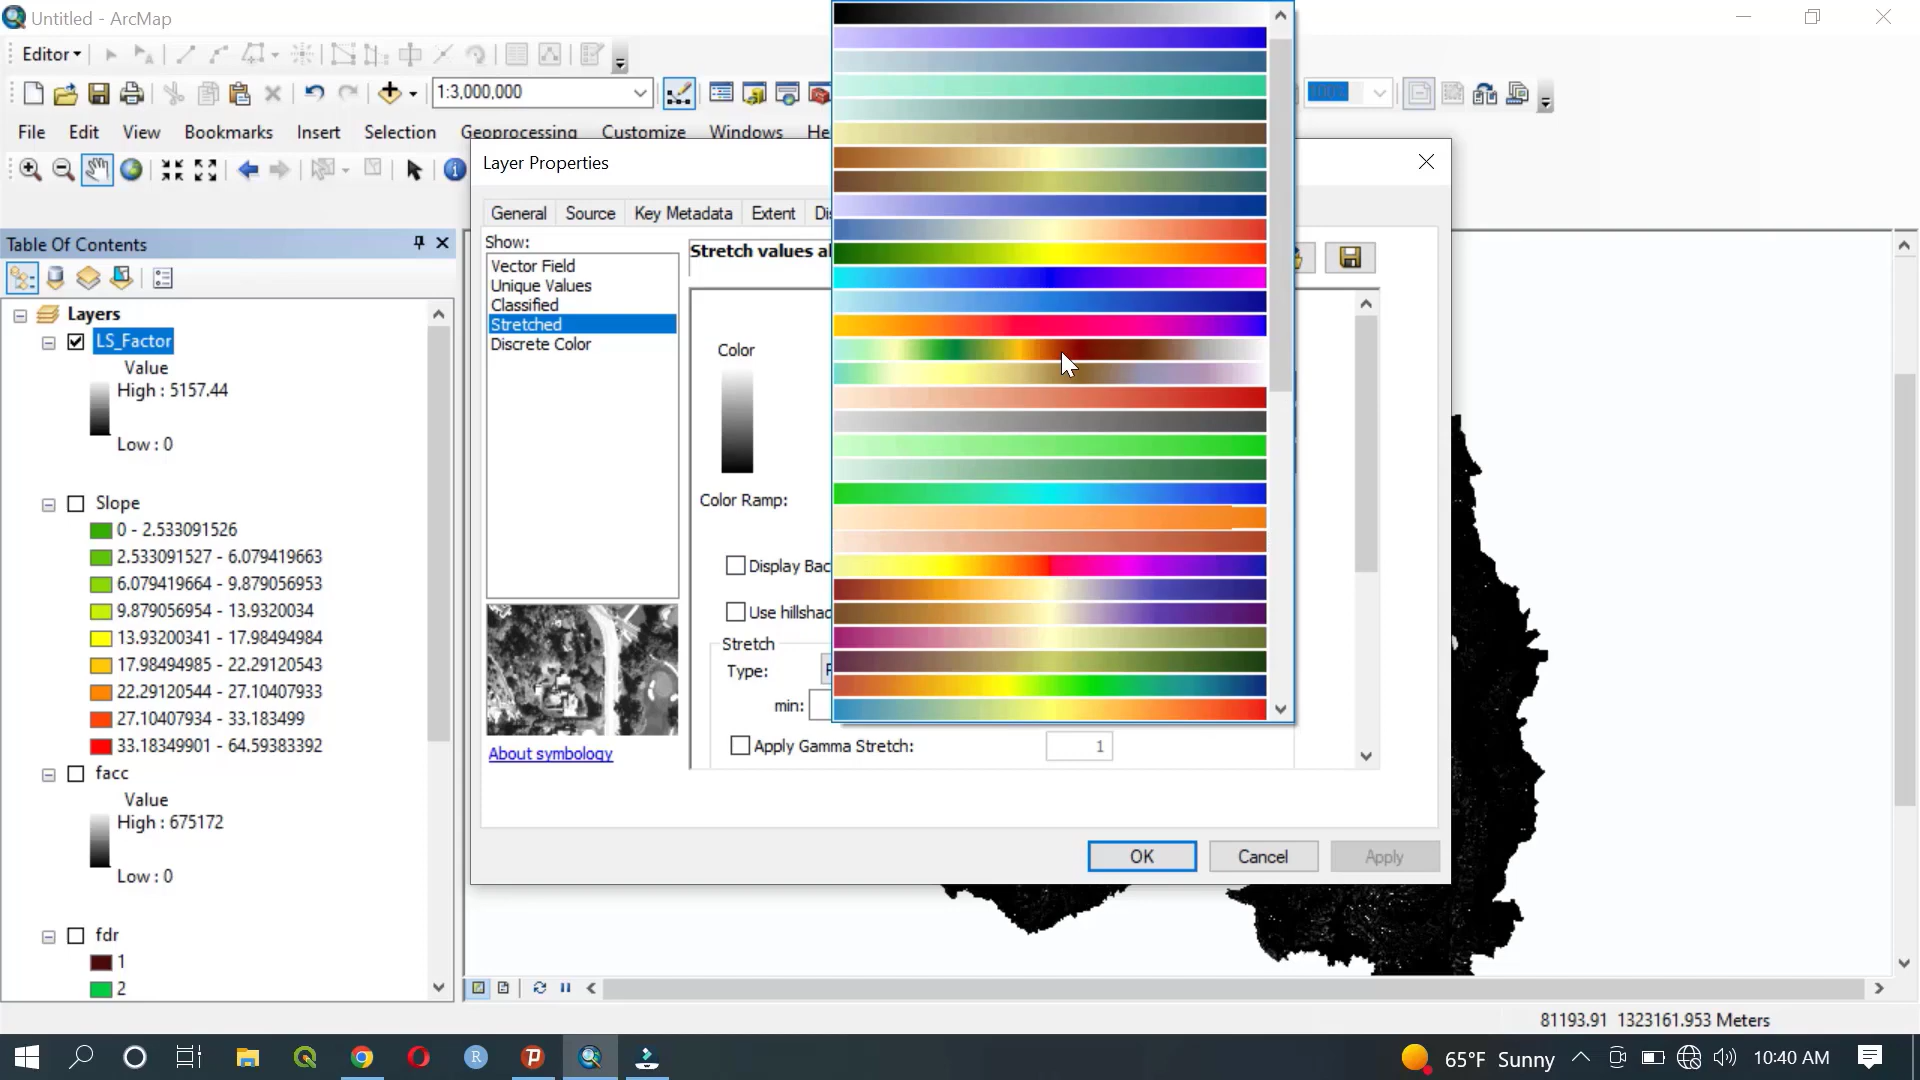 Untitled - ArcMap
Editor
1:3,000,000
File Edit View Bookmarks Insert Selection Geoprocessing Customize Windows He
Layer Properties
General Source Key Metadata Extent Di
Table Of Contents
Show:
Vector Field
Unique Values
Classified
Stretched
Discrete Color
Stretch values al
Color
Color Ramp:
Display Bac
Use hillshad
Stretch
Type:
min:
Apply Gamma Stretch: 1
About symbology
OK Cancel Apply
Layers
LS_Factor
Value
High : 5157.44
Low : 0
Slope
0 - 2.533091526
2.533091527 - 6.079419663
6.079419664 - 9.879056953
9.879056954 - 13.9320034
13.93200341 - 17.98494984
17.98494985 - 22.29120543
22.29120544 - 27.10407933
27.10407934 - 33.183499
33.18349901 - 64.59383392
facc
Value
High : 675172
Low : 0
fdr
1
2
81193.91 1323161.953 Meters
65°F Sunny 10:40 AM